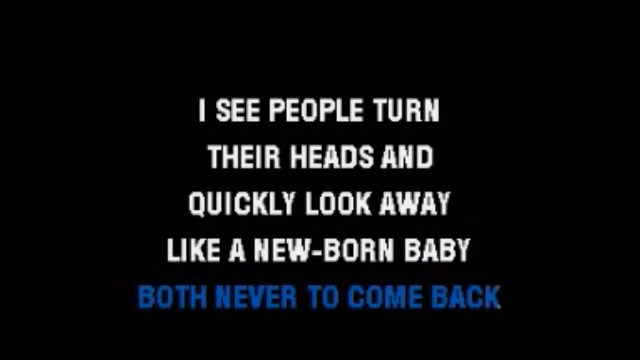 I SEE PEOPLE TURN
THEIR HEADS AND
QUICKLY LOOK AWAY
LIKE A NEW-BORN BABY
BOTH NEVER TO COME BACK